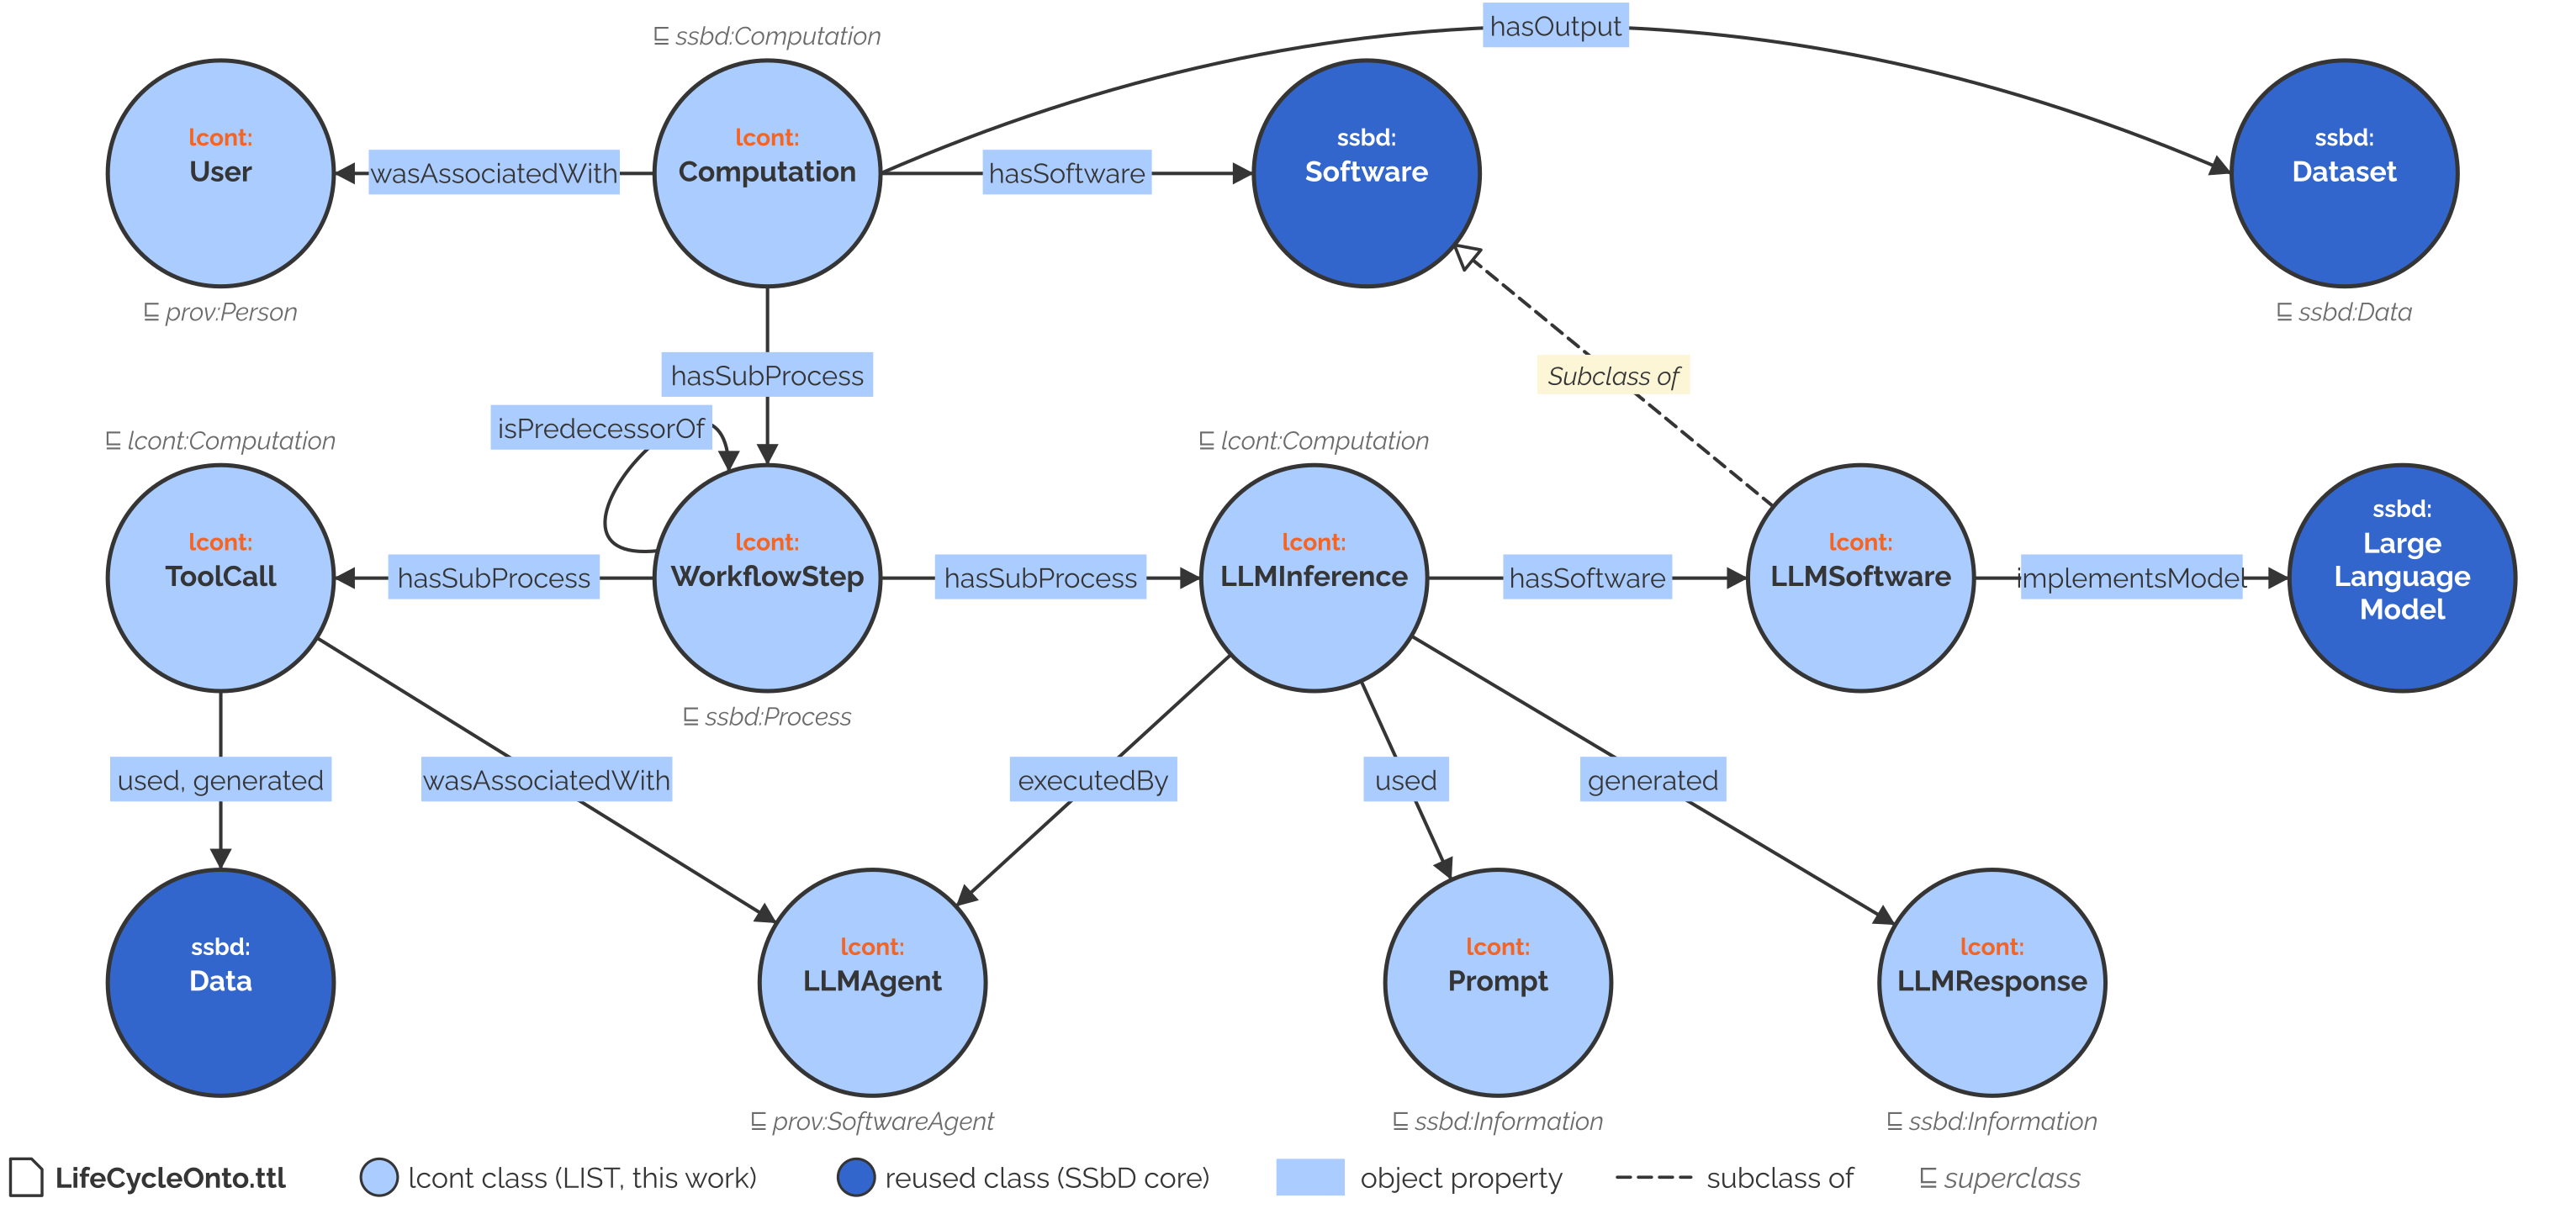 hasOutput
⊑ ssbd:Computation
lcont:
User
wasAssociatedWith
lcont:
Computation
hasSoftware
ssbd:
Software
ssbd:
Dataset
⊑ prov:Person
⊑ ssbd:Data
hasSubProcess
Subclass of
isPredecessorOf
⊑ lcont:Computation
⊑ lcont:Computation
lcont:
ToolCall
hasSubProcess
lcont:
WorkflowStep
hasSubProcess
lcont:
LLMInference
hasSoftware
lcont:
LLMSoftware
implementsModel
ssbd:
Large
Language
Model
⊑ ssbd:Process
used, generated
wasAssociatedWith
executedBy
used
generated
ssbd:
Data
lcont:
LLMAgent
lcont:
Prompt
lcont:
LLMResponse
⊑ prov:SoftwareAgent
⊑ ssbd:Information
⊑ ssbd:Information
LifeCycleOnto.ttl
lcont class (LIST, this work)
reused class (SSbD core)
object property
subclass of
⊑ superclass